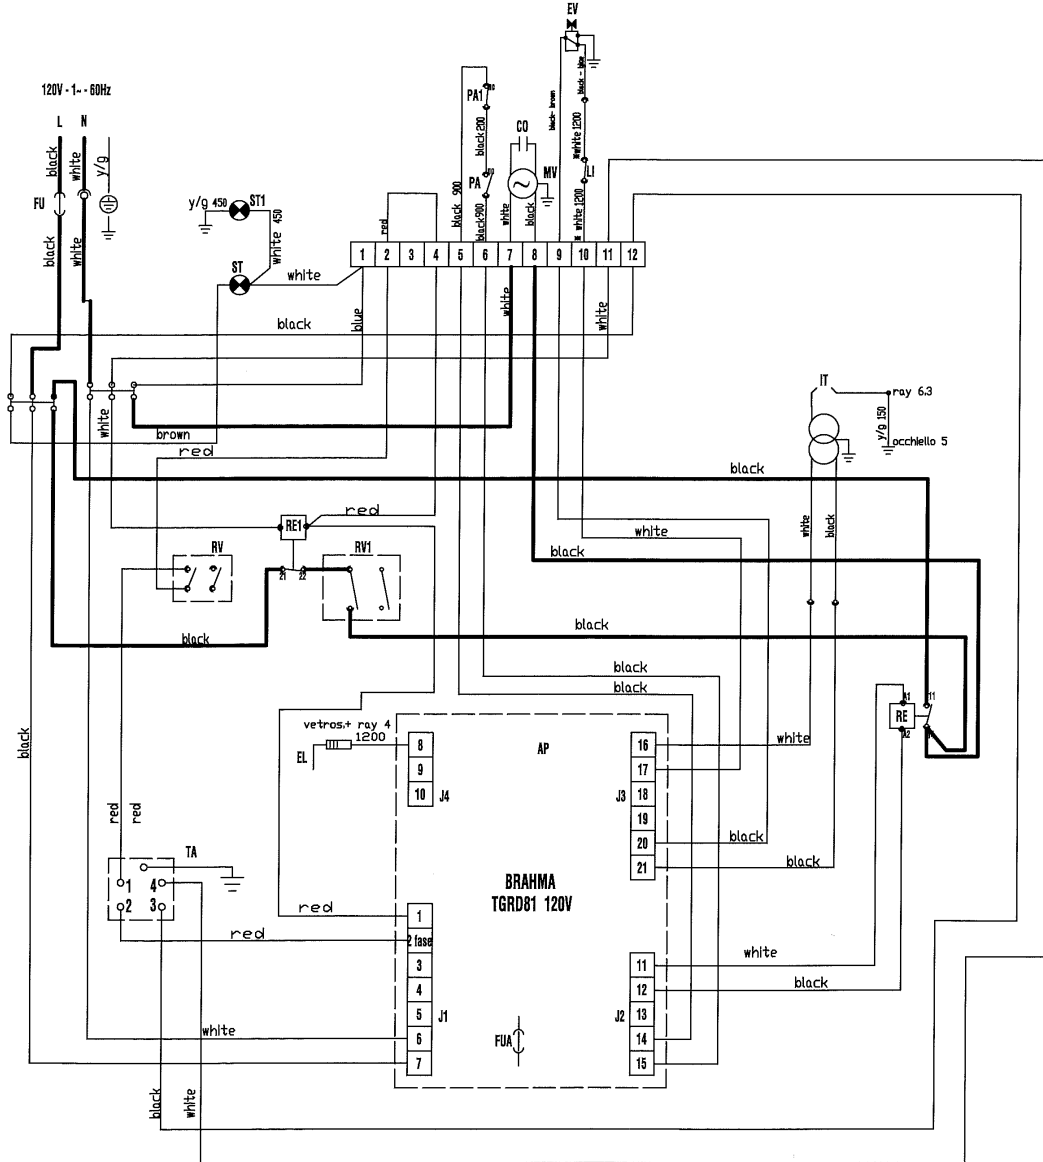 EV
120V - 1~ - 60Hz
L N
black
white
y/g
FU
black
white
PA1
NC
black 200
PA
NO
black 900
black 900
CO
MV
white
black
black- brown
black - blue
*white 1200
LI
* white 1200
y/g 450
ST1
white 450
ST
white
red
1 2 3 4 5 6 7 8 9 10 11 12
black
blue
white
white
white
brown
red
IT
ray 6.3
y/g 150
occhiello 5
black
white
black
red
RE1
21 22
RV
RV1
white
black
black
black
black
black
black
vetros.+ ray 4
1200
EL
AP
8
9
10
J4
16
17
18
19
20
21
J3
white
black
black
A1
11
RE
A2
red
red
TA
1 4
2 3
BRAHMA
TGRD81 120V
red
red
white
1
2 fase
3
4
5
6
7
J1
FUA
11
12
13
14
15
J2
white
black
black
white